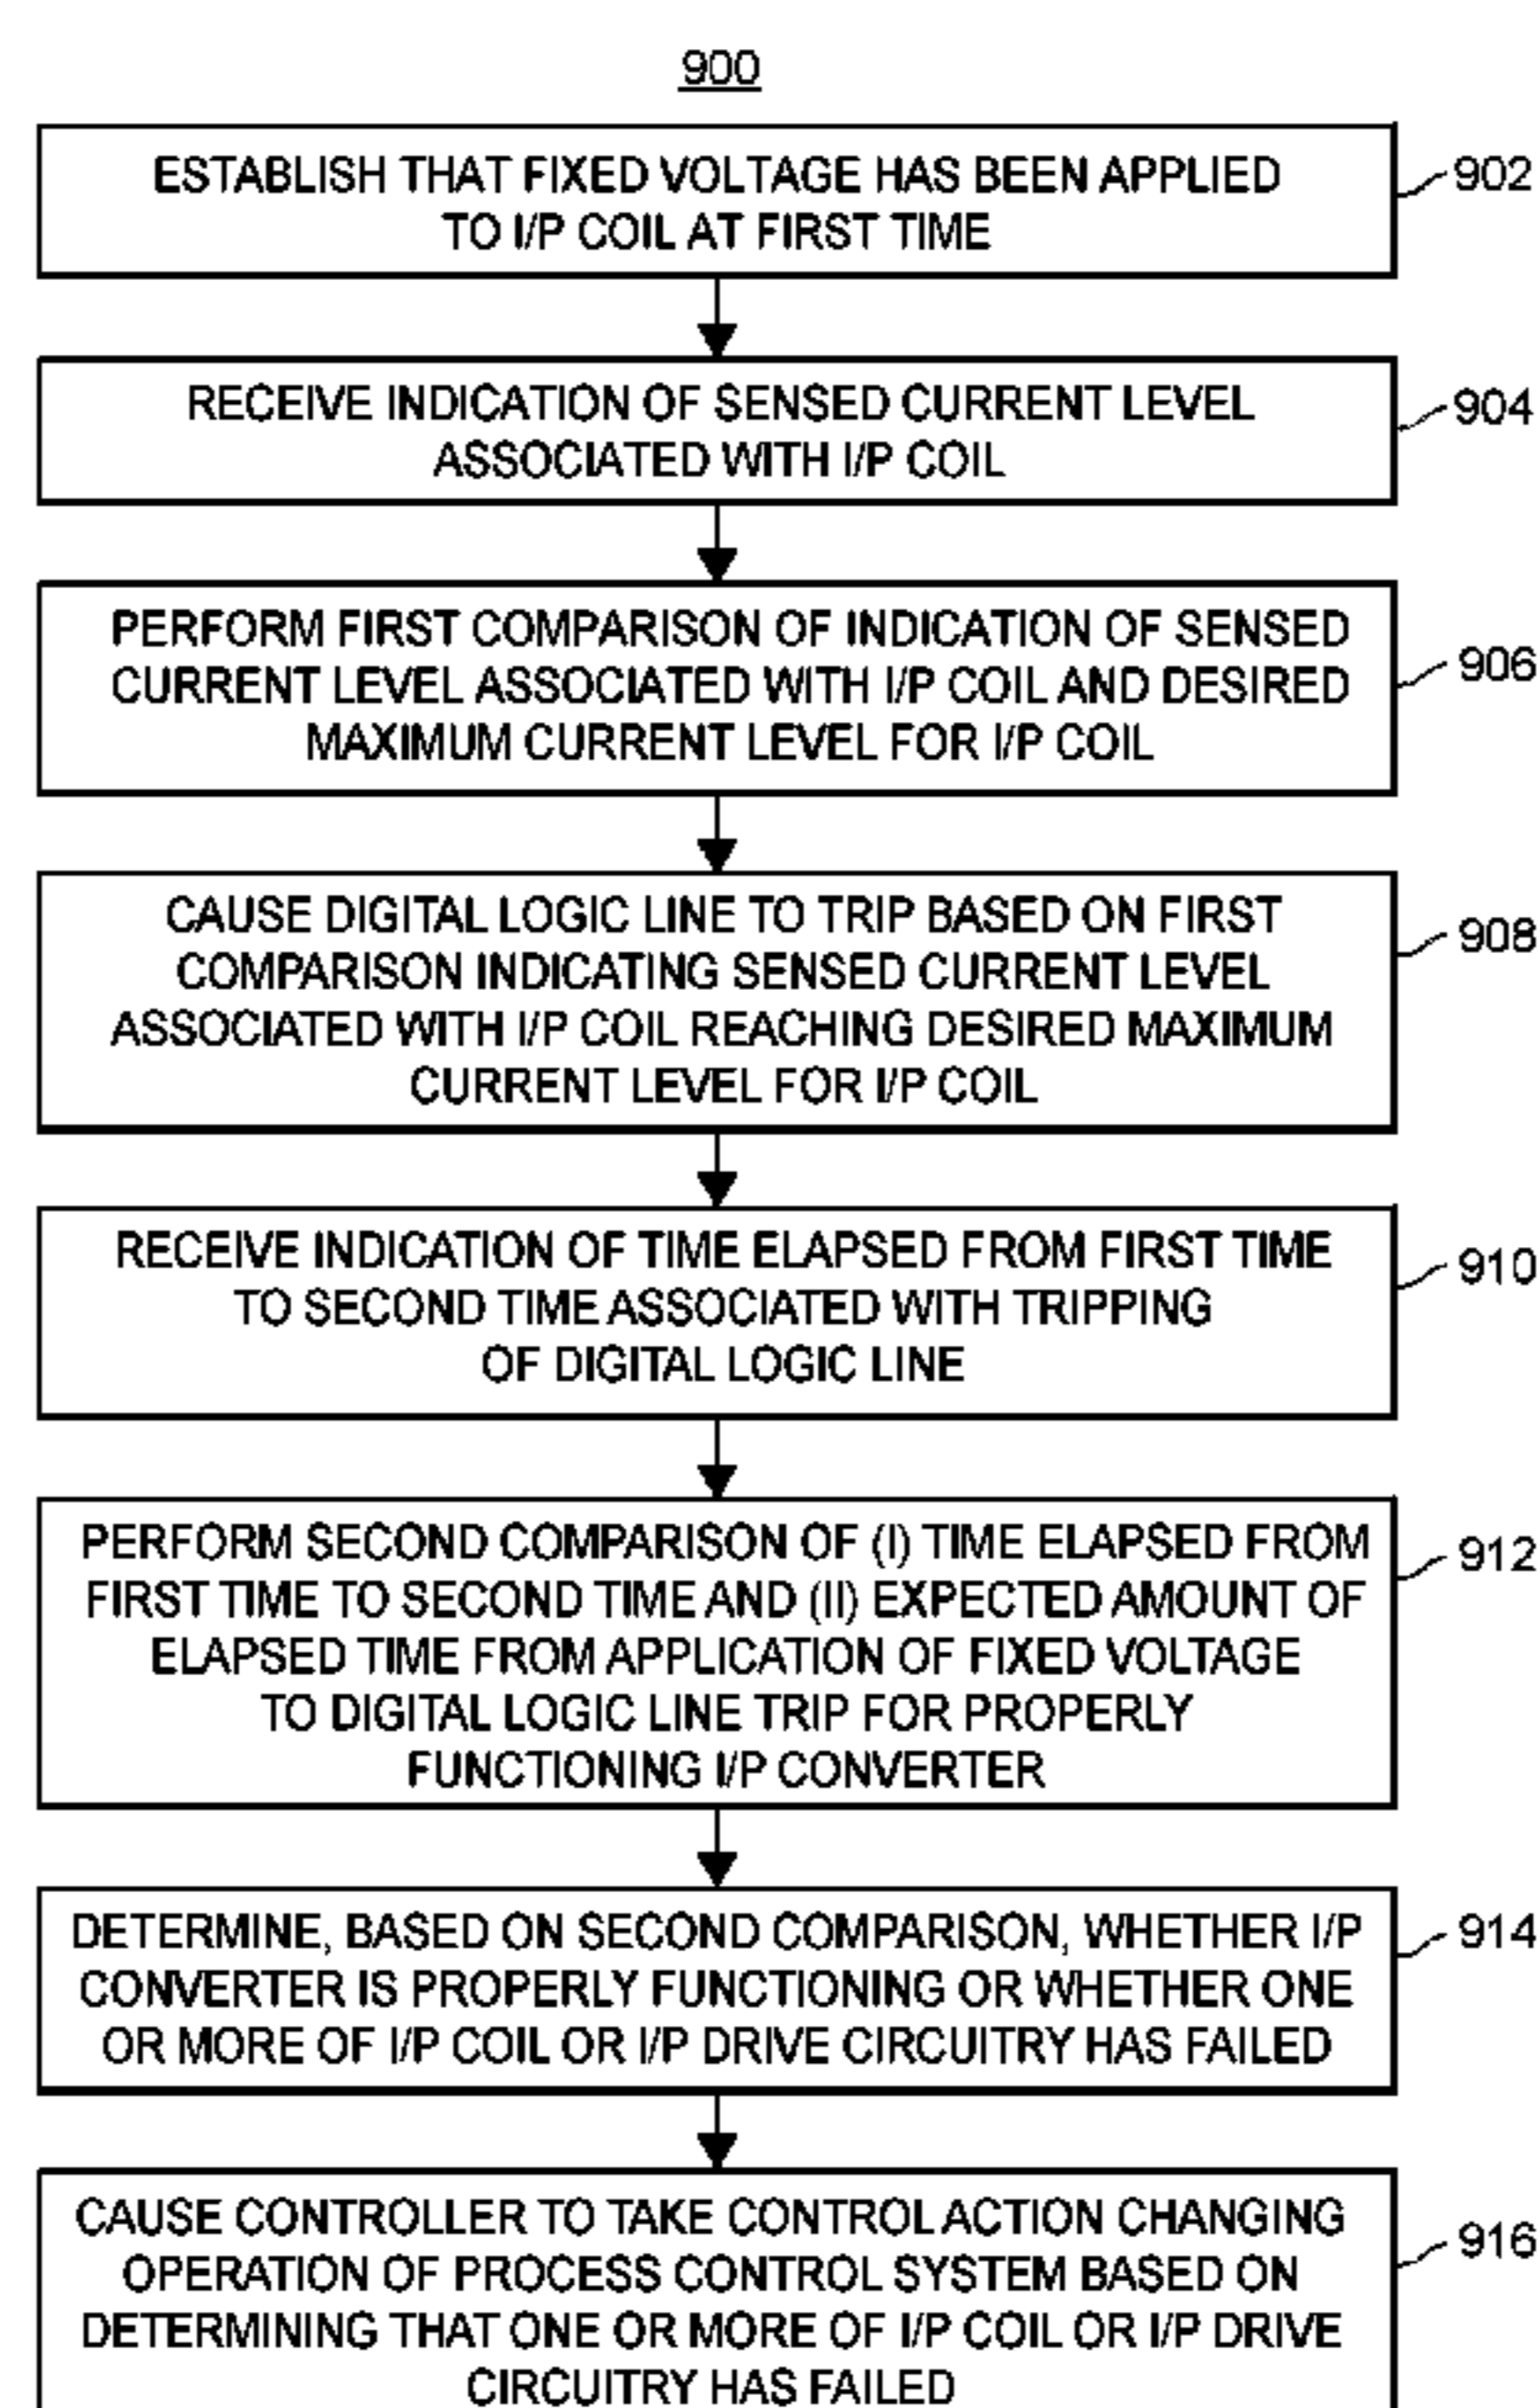 900
ESTABLISH THAT FIXED VOLTAGE HAS BEEN APPLIED
TO I/P COIL AT FIRST TIME
902
RECEIVE INDICATION OF SENSED CURRENT LEVEL
ASSOCIATED WITH I/P COIL
904
PERFORM FIRST COMPARISON OF INDICATION OF SENSED
CURRENT LEVEL ASSOCIATED WITH I/P COIL AND DESIRED
MAXIMUM CURRENT LEVEL FOR I/P COIL
906
CAUSE DIGITAL LOGIC LINE TO TRIP BASED ON FIRST
COMPARISON INDICATING SENSED CURRENT LEVEL
ASSOCIATED WITH I/P COIL REACHING DESIRED MAXIMUM
CURRENT LEVEL FOR I/P COIL
908
RECEIVE INDICATION OF TIME ELAPSED FROM FIRST TIME
TO SECOND TIME ASSOCIATED WITH TRIPPING
OF DIGITAL LOGIC LINE
910
PERFORM SECOND COMPARISON OF (I) TIME ELAPSED FROM
FIRST TIME TO SECOND TIME AND (II) EXPECTED AMOUNT OF
ELAPSED TIME FROM APPLICATION OF FIXED VOLTAGE
TO DIGITAL LOGIC LINE TRIP FOR PROPERLY
FUNCTIONING I/P CONVERTER
912
DETERMINE, BASED ON SECOND COMPARISON, WHETHER I/P
CONVERTER IS PROPERLY FUNCTIONING OR WHETHER ONE
OR MORE OF I/P COIL OR I/P DRIVE CIRCUITRY HAS FAILED
914
CAUSE CONTROLLER TO TAKE CONTROL ACTION CHANGING
OPERATION OF PROCESS CONTROL SYSTEM BASED ON
DETERMINING THAT ONE OR MORE OF I/P COIL OR I/P DRIVE
CIRCUITRY HAS FAILED
916